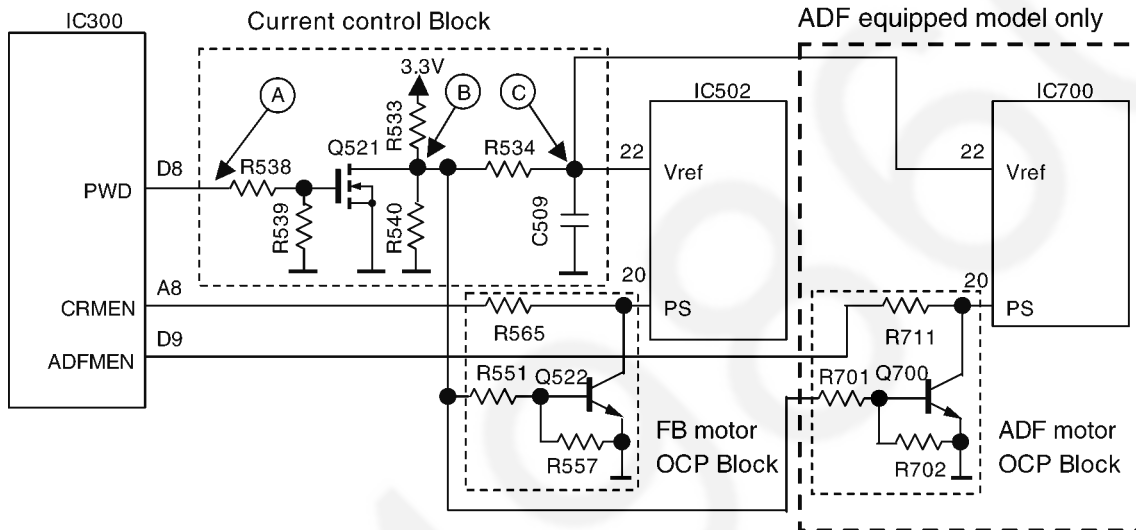 IC300
Current control Block
ADF equipped model only
3.3V
A
B
C
IC502
IC700
R533
D8
R538
Q521
R534
22
22
PWD
Vref
Vref
R539
R540
C509
A8
20
20
CRMEN
R565
PS
PS
D9
R711
ADFMEN
R551
Q522
R701
Q700
FB motor
OCP Block
R557
ADF motor
OCP Block
R702